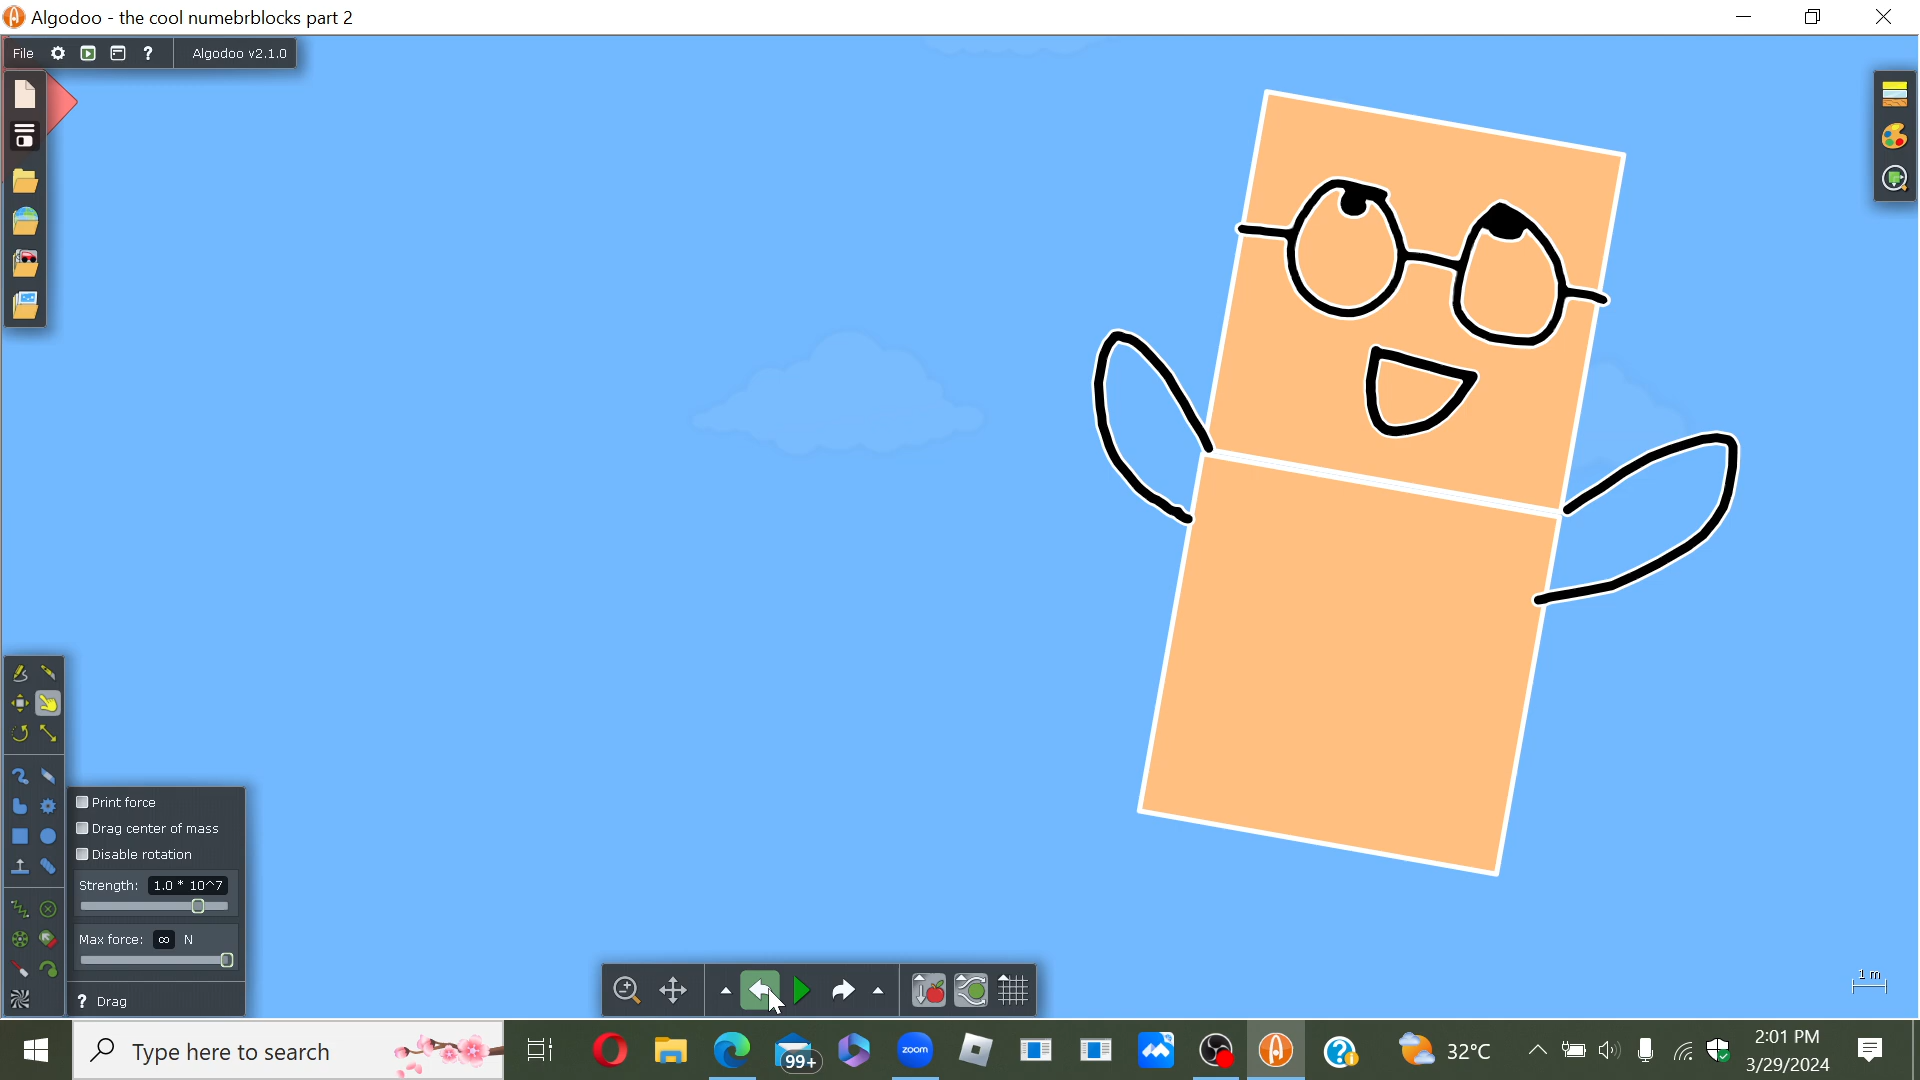 Algodoo - the cool numebrblocks part 2
File ? Algodoo v2.1.0
Print force
Drag center of mass
Disable rotation
Strength: 1.0 * 10^7
Max force: ∞ N
? Drag
1 m
Type here to search
99+
zoom
32°C
2:01 PM
3/29/2024